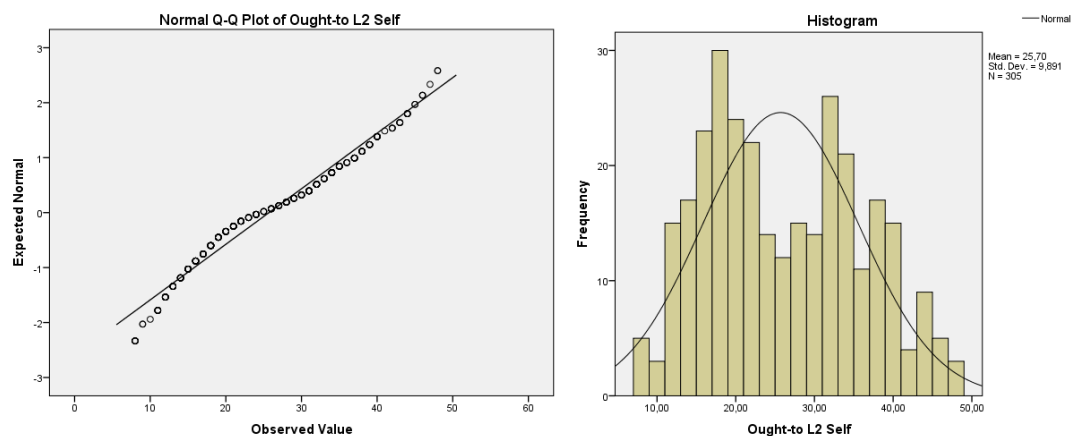 Normal Q-Q Plot of Ought-to L2 Self
3
2
1
0
-1
-2
-3
0 10 20 30 40 50 60
Expected Normal
Observed Value
Histogram
Normal
Mean = 25,70
Std. Dev. = 9,891
N = 305
30
20
10
0
10,00 20,00 30,00 40,00 50,00
Frequency
Ought-to L2 Self